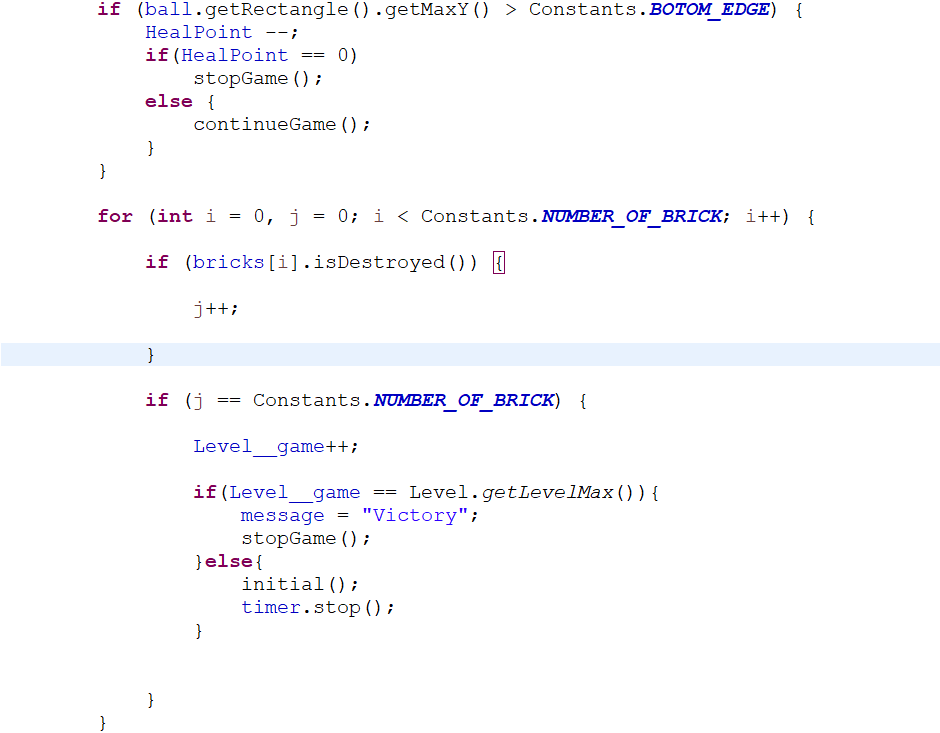 if (ball.getRectangle().getMaxY() > Constants.BOTOM_EDGE) {
HealPoint --;
if(HealPoint == 0)
stopGame();
else {
continueGame();
}
}
for (int i = 0, j = 0; i < Constants.NUMBER_OF_BRICK; i++) {
if (bricks[i].isDestroyed()) {
j++;
}
if (j == Constants.NUMBER_OF_BRICK) {
Level__game++;
if(Level__game == Level.getLevelMax()){
message = "Victory";
stopGame();
}else{
initial();
timer.stop();
}
}
}